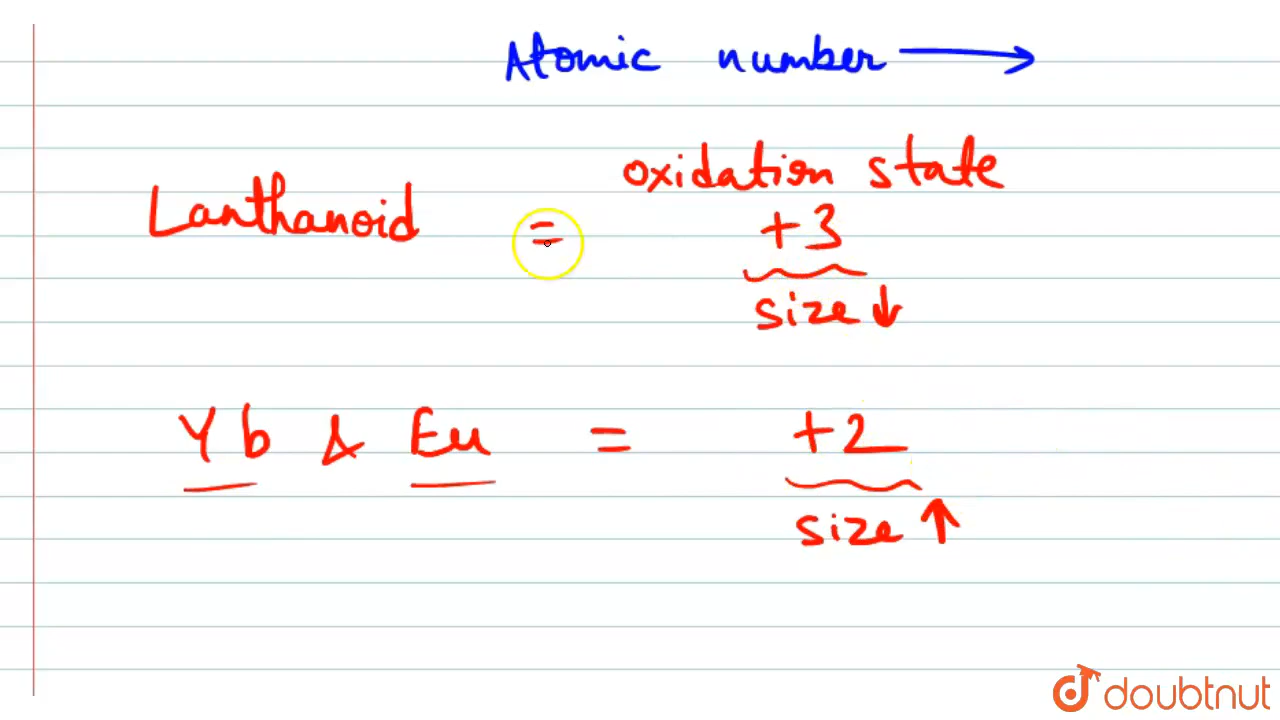 Atomic number →
oxidation state
Lanthanoid = +3
size ↓
Yb & Eu = +2
size ↑
doubtnut